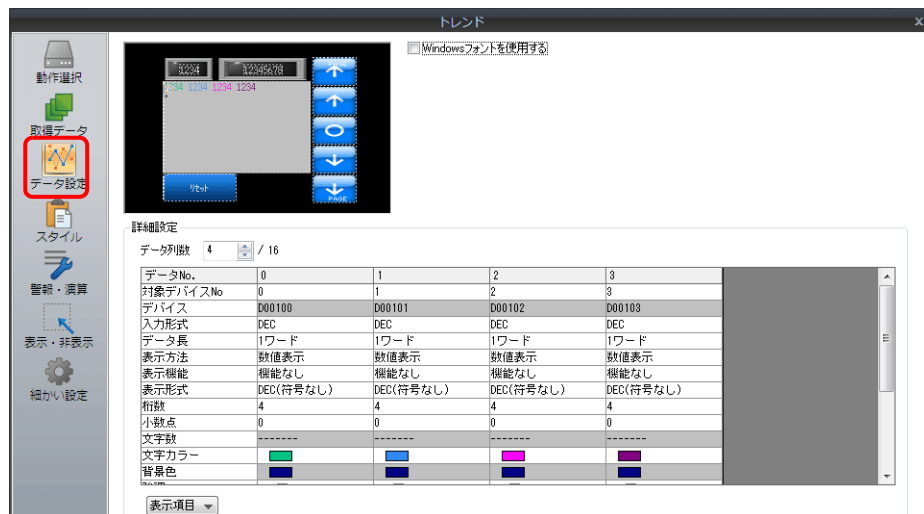 トレンド
x
動作選択
取得データ
データ設定
スタイル
警報・演算
表示・非表示
細かい設定
Windowsフォントを使用する
1234 12345678
1234 1234 1234 1234
リセット
PAGE
詳細設定
データ列数 4 / 16
データNo. 0 1 2 3
対象デバイスNo 0 1 2 3
デバイス D00100 D00101 D00102 D00103
入力形式 DEC DEC DEC DEC
データ長 1ワード 1ワード 1ワード 1ワード
表示方法 数値表示 数値表示 数値表示 数値表示
表示機能 機能なし 機能なし 機能なし 機能なし
表示形式 DEC(符号なし) DEC(符号なし) DEC(符号なし) DEC(符号なし)
桁数 4 4 4 4
小数点 0 0 0 0
文字数 ------- ------- ------- -------
文字カラー
背景色
表示項目